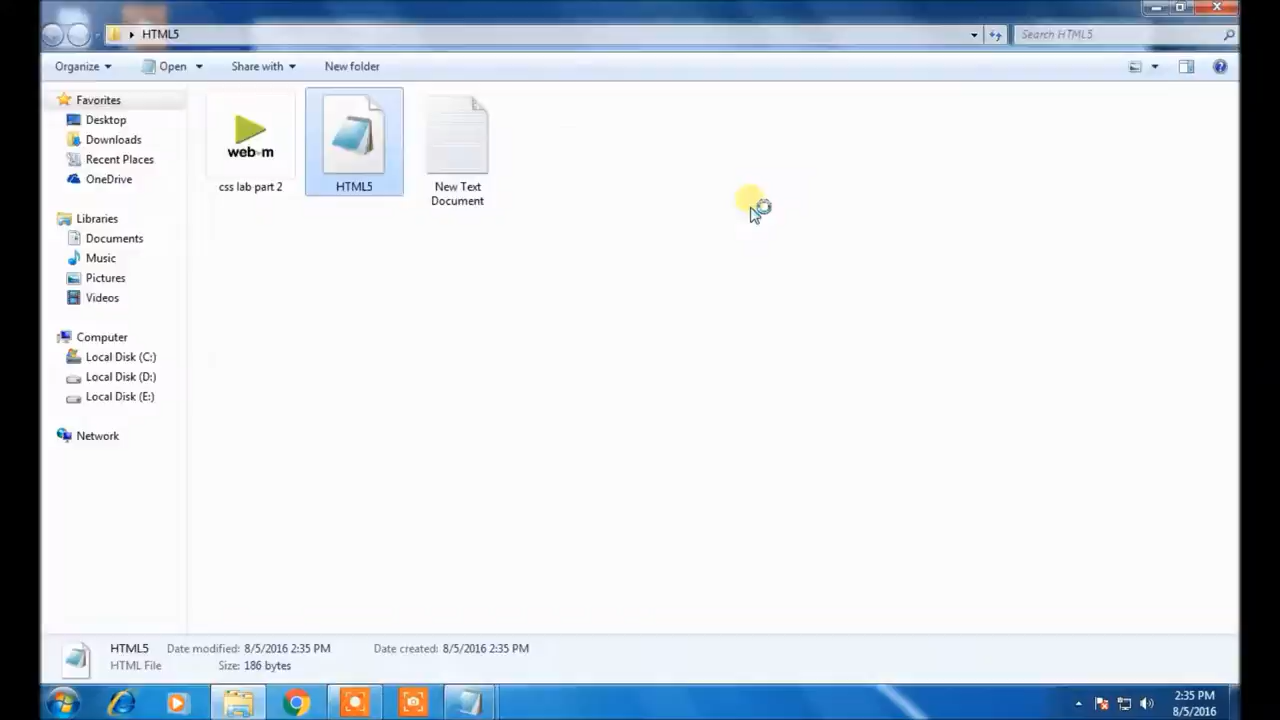 HTML5
Search HTML5
Organize
Open
Share with
New folder
Favorites
Desktop
Downloads
Recent Places
OneDrive
Libraries
Documents
Music
Pictures
Videos
Computer
Local Disk (C:)
Local Disk (D:)
Local Disk (E:)
Network
web-m
css lab part 2
HTML5
New Text
Document
HTML5 Date modified: 8/5/2016 2:35 PM Date created: 8/5/2016 2:35 PM
HTML File Size: 186 bytes
2:35 PM
8/5/2016